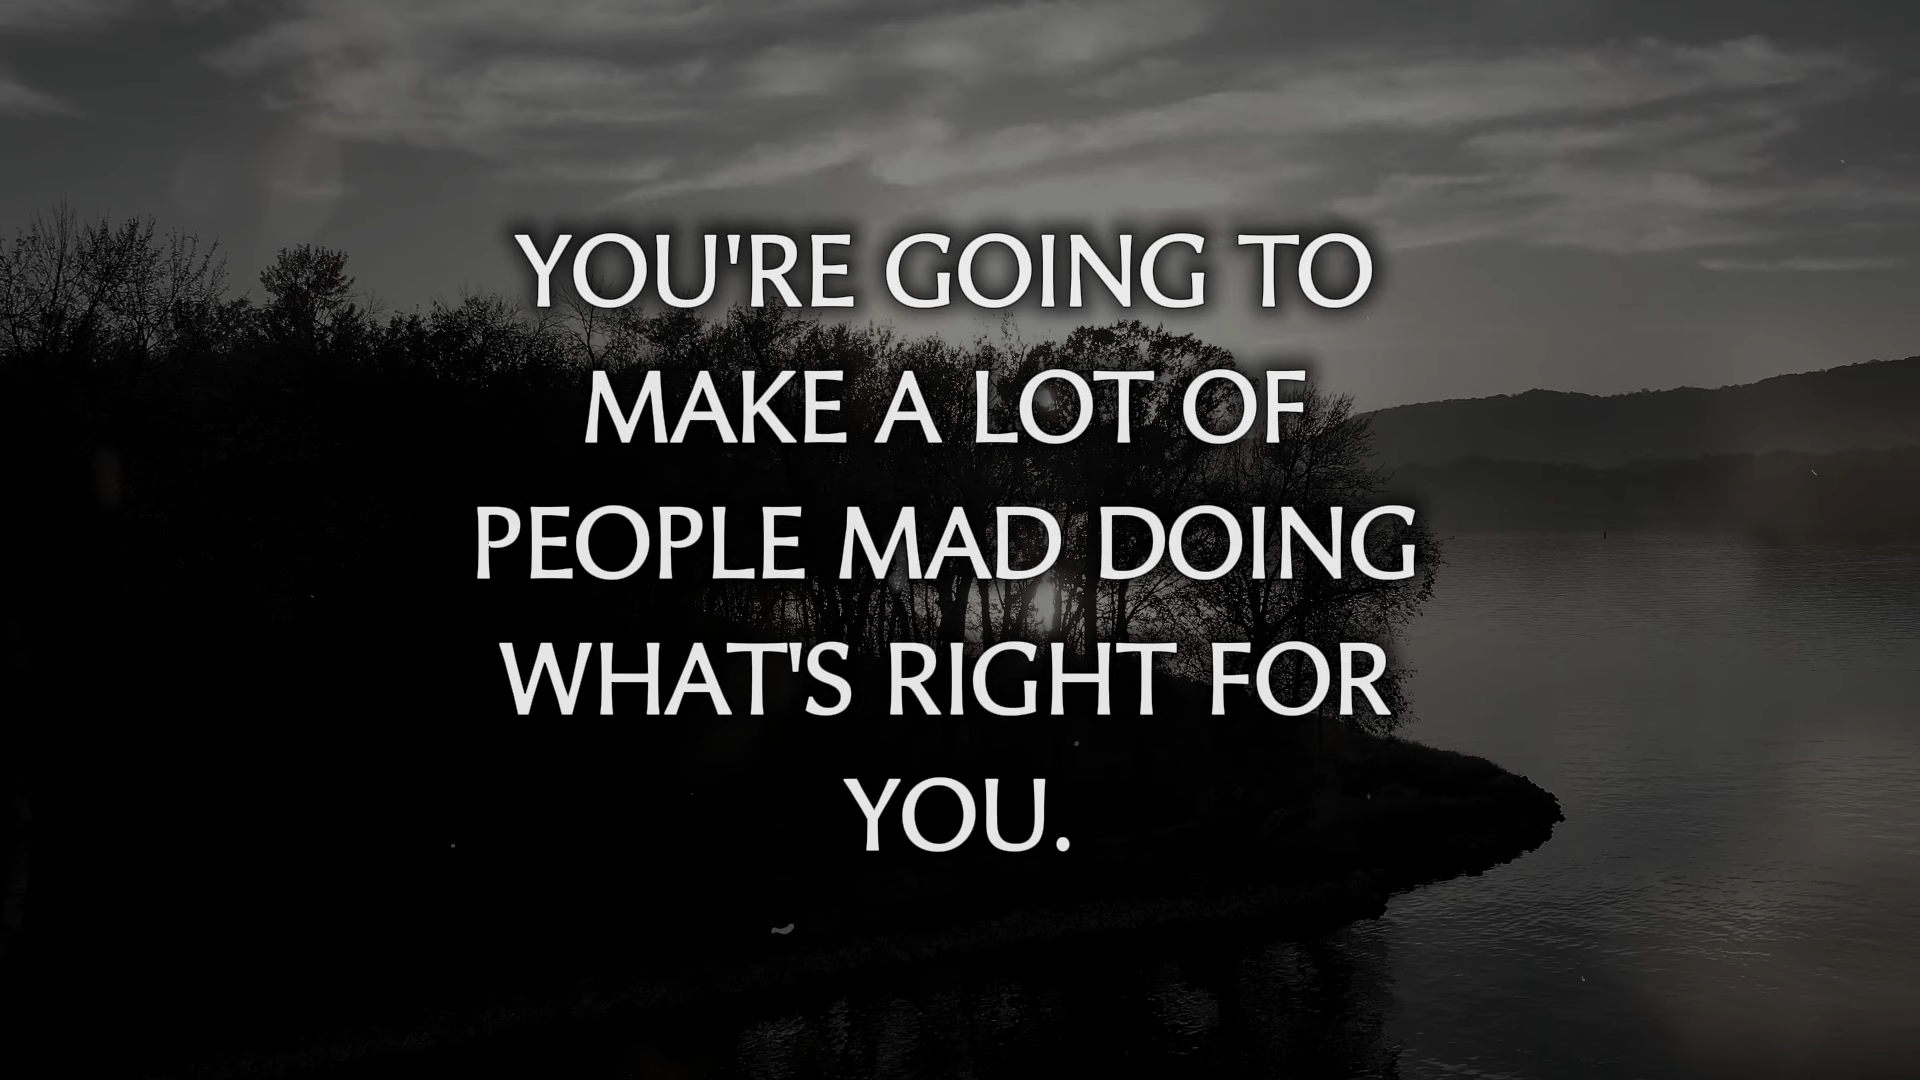 YOU'RE GOING TO
MAKE A LOT OF
PEOPLE MAD DOING
WHAT'S RIGHT FOR
YOU.